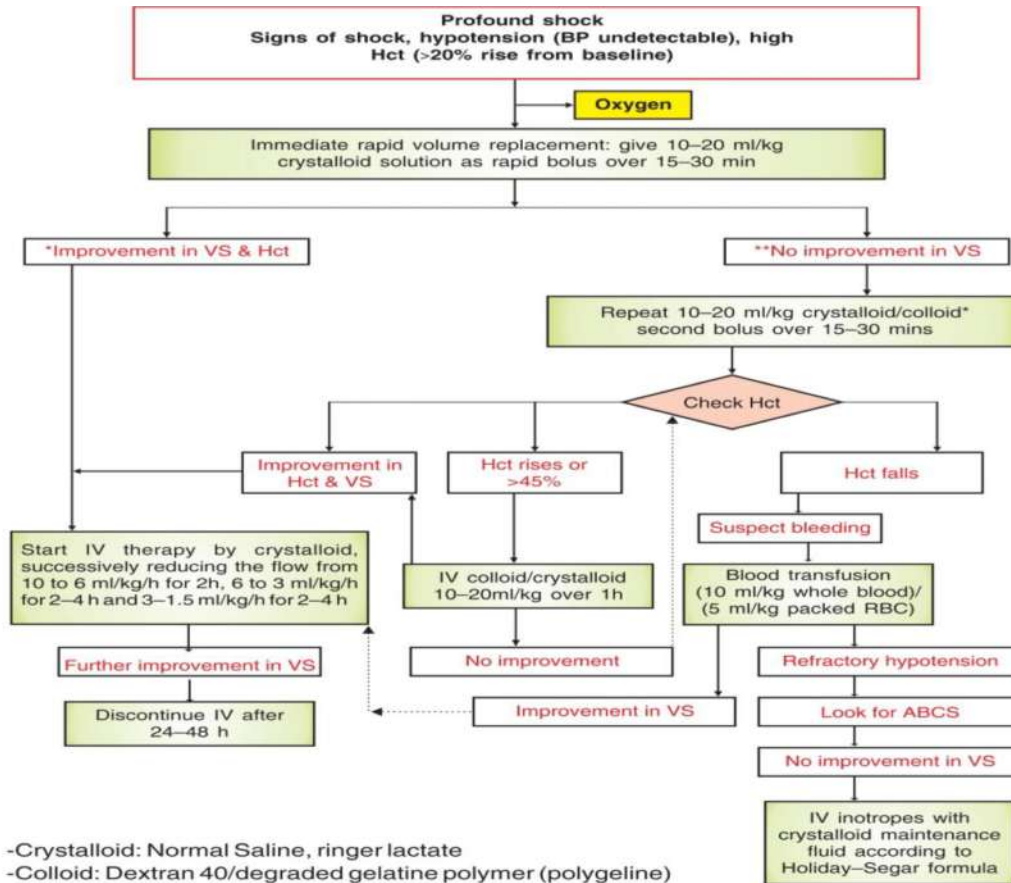 Profound shock
Signs of shock, hypotension (BP undetectable), high
Hct (>20% rise from baseline)
Oxygen
Immediate rapid volume replacement: give 10–20 ml/kg
crystalloid solution as rapid bolus over 15–30 min
*Improvement in VS & Hct
**No improvement in VS
Repeat 10–20 ml/kg crystalloid/colloid*
second bolus over 15–30 mins
Check Hct
Improvement in
Hct & VS
Hct rises or
>45%
Hct falls
Suspect bleeding
Start IV therapy by crystalloid,
successively reducing the flow from
10 to 6 ml/kg/h for 2h, 6 to 3 ml/kg/h
for 2–4 h and 3–1.5 ml/kg/h for 2–4 h
IV colloid/crystalloid
10–20ml/kg over 1h
Blood transfusion
(10 ml/kg whole blood)/
(5 ml/kg packed RBC)
Further improvement in VS
No improvement
Refractory hypotension
Discontinue IV after
24–48 h
Improvement in VS
Look for ABCS
No improvement in VS
IV inotropes with
crystalloid maintenance
fluid according to
Holiday–Segar formula
-Crystalloid: Normal Saline, ringer lactate
-Colloid: Dextran 40/degraded gelatine polymer (polygeline)